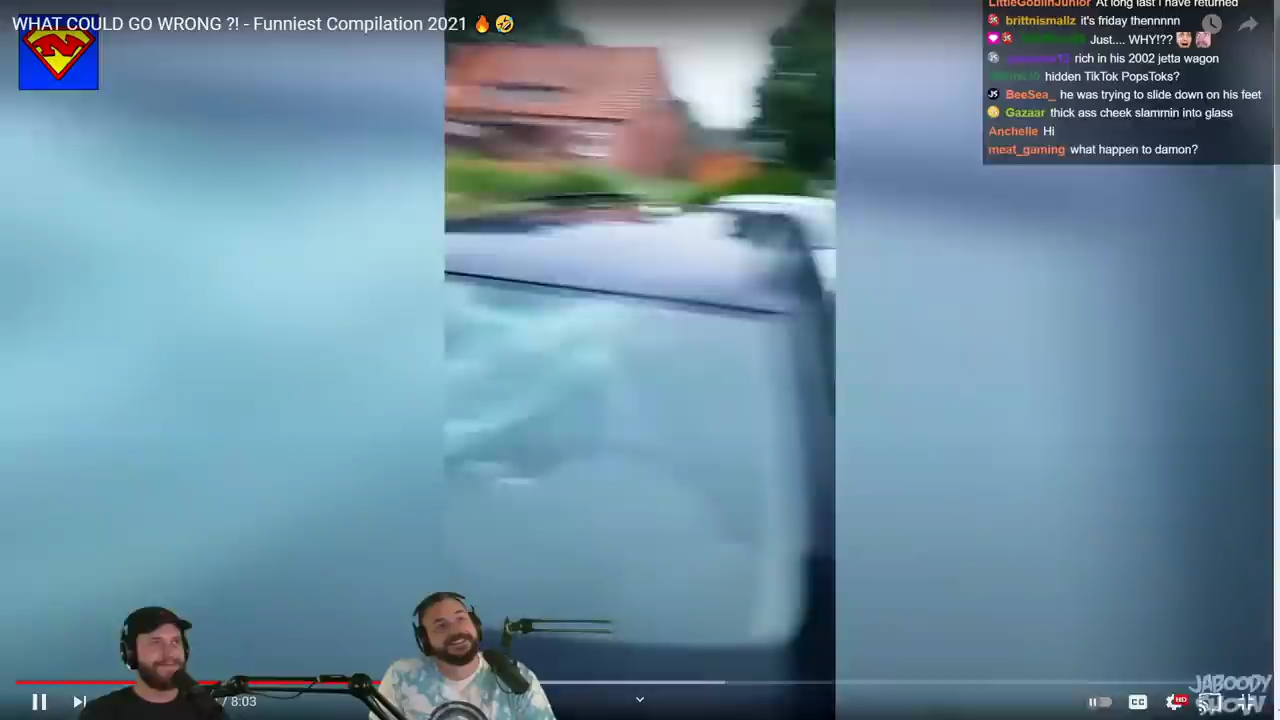 WHAT COULD GO WRONG ?! - Funniest Compilation 2021 🔥🤣
N
LittleGoblinJunior At long last I have returned
brittnismallz it's friday thennnnn
Just.... WHY!??
rich in his 2002 jetta wagon
hidden TikTok PopsToks?
BeeSea_ he was trying to slide down on his feet
Gazaar thick ass cheek slammin into glass
Anchelle Hi
meat_gaming what happen to damon?
/ 8:03
CC
HD
JABOODY
SHOW